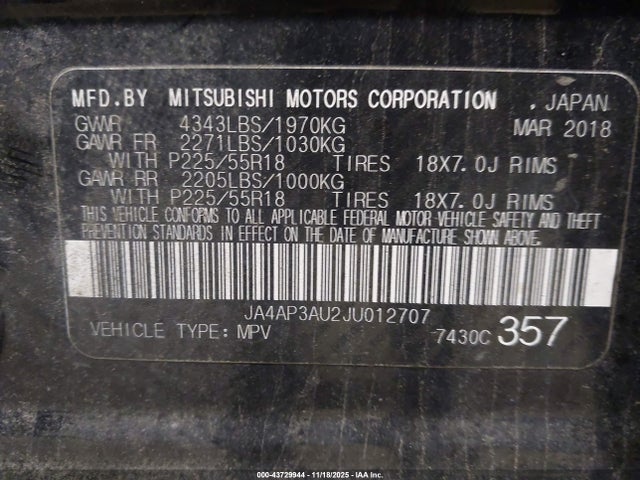 MFD.BY MITSUBISHI MOTORS CORPORATION . JAPAN
GVWR 4343LBS/1970KG MAR 2018
GAWR FR 2271LBS/1030KG
WITH P225/55R18 TIRES 18X7.0J RIMS
GAWR RR 2205LBS/1000KG
WITH P225/55R18 TIRES 18X7.0J RIMS
THIS VEHICLE CONFORMS TO ALL APPLICABLE FEDERAL MOTOR VEHICLE SAFETY AND THEFT
PREVENTION STANDARDS IN EFFECT ON THE DATE OF MANUFACTURE SHOWN ABOVE.
JA4AP3AU2JU012707
VEHICLE TYPE: MPV 7430C 357
000-43729944 - 11/18/2025 - IAA Inc.